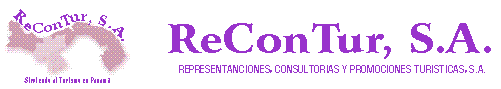 ReConTur, S.A.
Sirviendo al Turismo en Panamá
ReConTur, S.A.
REPRESENTANCIONES, CONSULTORIAS Y PROMOCIONES TURISTICAS, S.A.